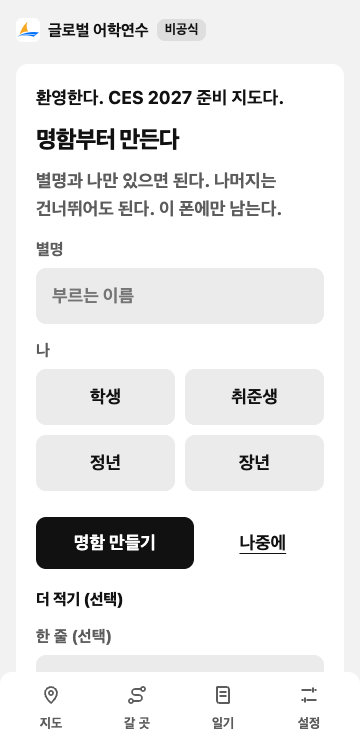 글로벌 어학연수 비공식
환영한다. CES 2027 준비 지도다.
명함부터 만든다
별명과 나만 있으면 된다. 나머지는
건너뛰어도 된다. 이 폰에만 남는다.
별명
부르는 이름
나
학생 취준생
정년 장년
명함 만들기 나중에
더 적기 (선택)
한 줄 (선택)
지도 갈 곳 일기 설정